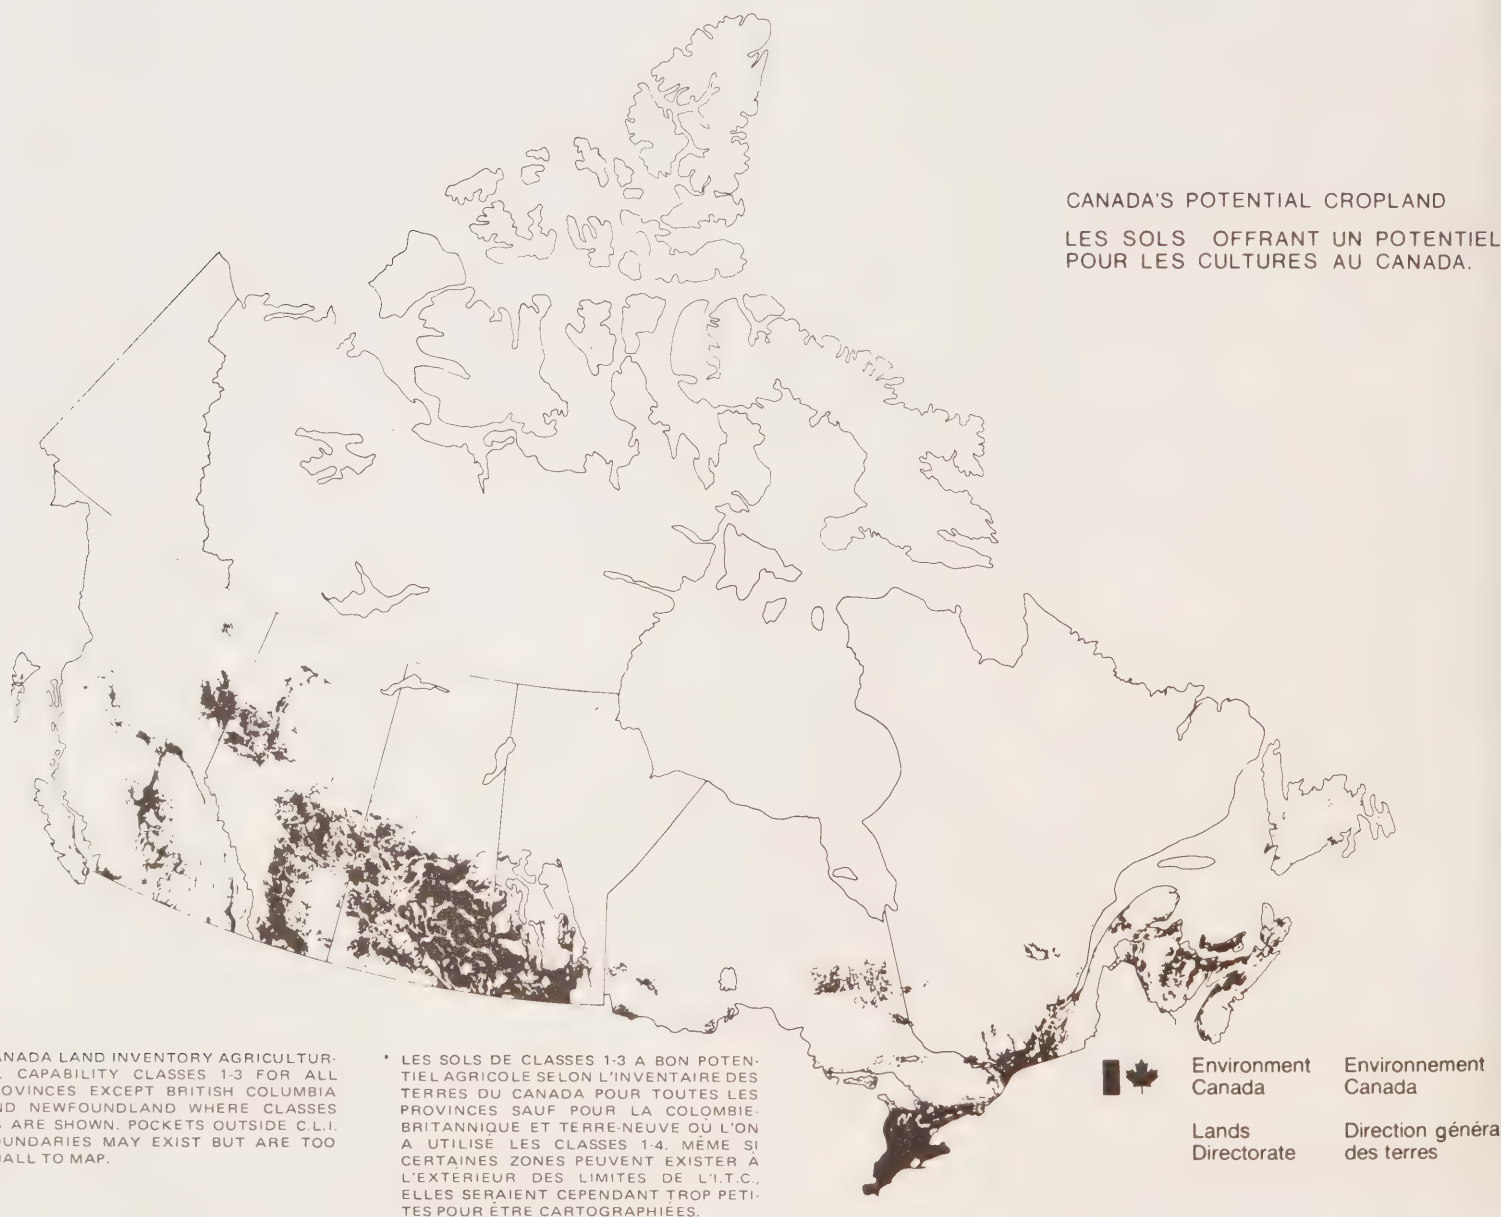 CANADA'S POTENTIAL CROPLAND
LES SOLS OFFRANT UN POTENTIEL
POUR LES CULTURES AU CANADA.
ANADA LAND INVENTORY AGRICULTUR-
L CAPABILITY CLASSES 1-3 FOR ALL
OVINCES EXCEPT BRITISH COLUMBIA
ND NEWFOUNDLAND WHERE CLASSES
ARE SHOWN. POCKETS OUTSIDE C.L.I.
OUNDARIES MAY EXIST BUT ARE TOO
MALL TO MAP.
* LES SOLS DE CLASSES 1-3 A BON POTEN-
TIEL AGRICOLE SELON L'INVENTAIRE DES
TERRES DU CANADA POUR TOUTES LES
PROVINCES SAUF POUR LA COLOMBIE-
BRITANNIQUE ET TERRE-NEUVE OÙ L'ON
A UTILISÉ LES CLASSES 1-4. MÊME SI
CERTAINES ZONES PEUVENT EXISTER À
L'EXTÉRIEUR DES LIMITES DE L'I.T.C.,
ELLES SERAIENT CEPENDANT TROP PETI-
TES POUR ÊTRE CARTOGRAPHIÉES.
Environment Canada
Lands Directorate
Environnement Canada
Direction généra
des terres